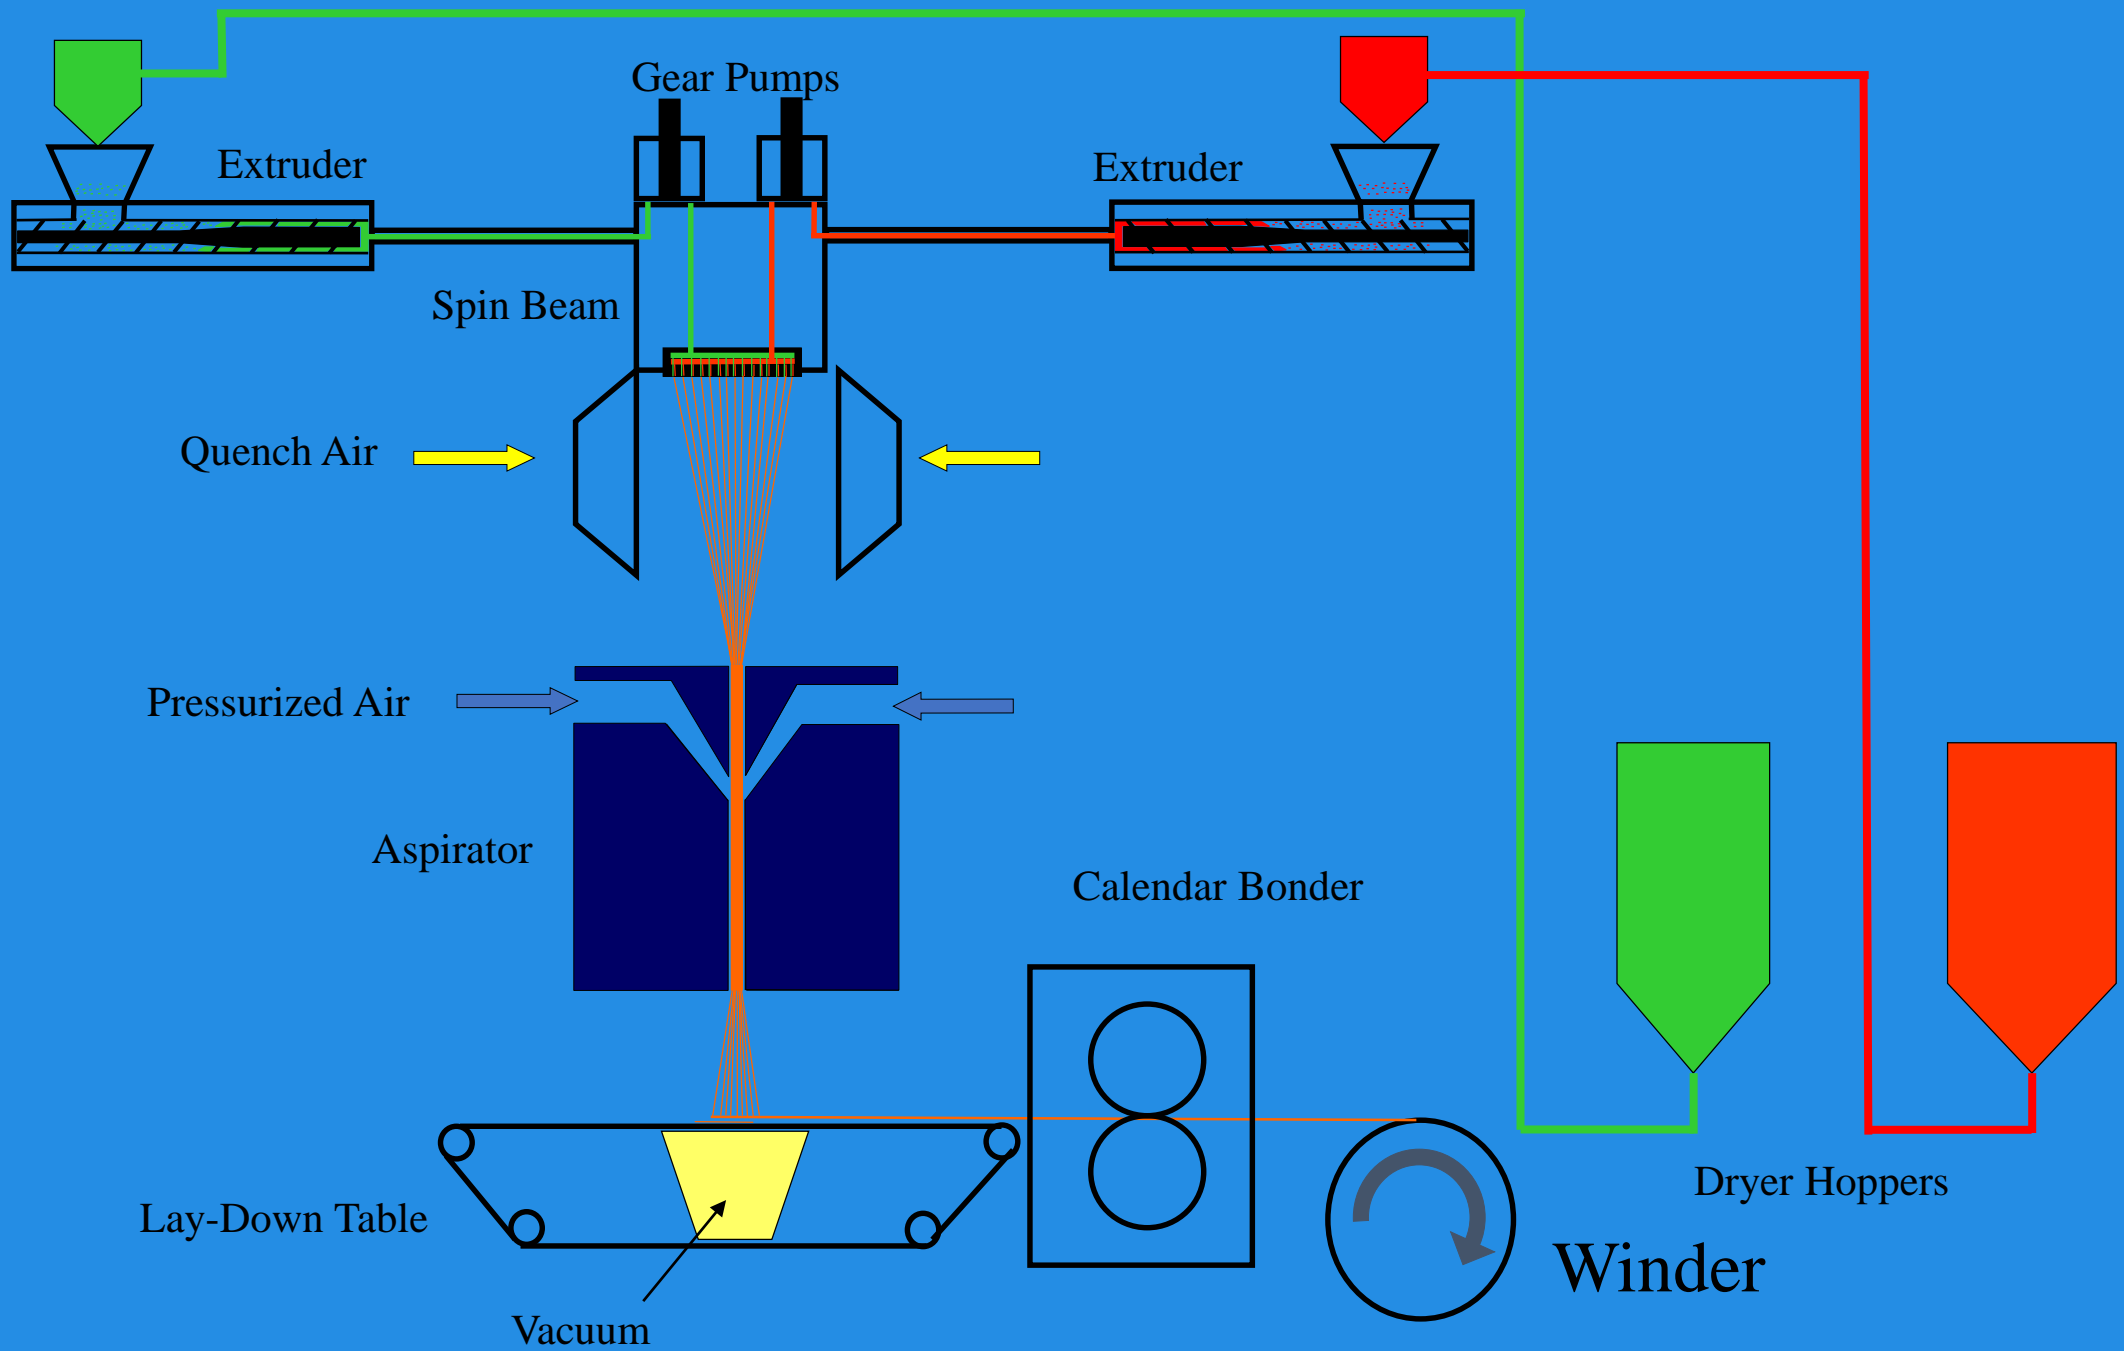 Gear Pumps
Extruder
Extruder
Spin Beam
Quench Air
Pressurized Air
Aspirator
Calendar Bonder
Dryer Hoppers
Lay-Down Table
Winder
Vacuum